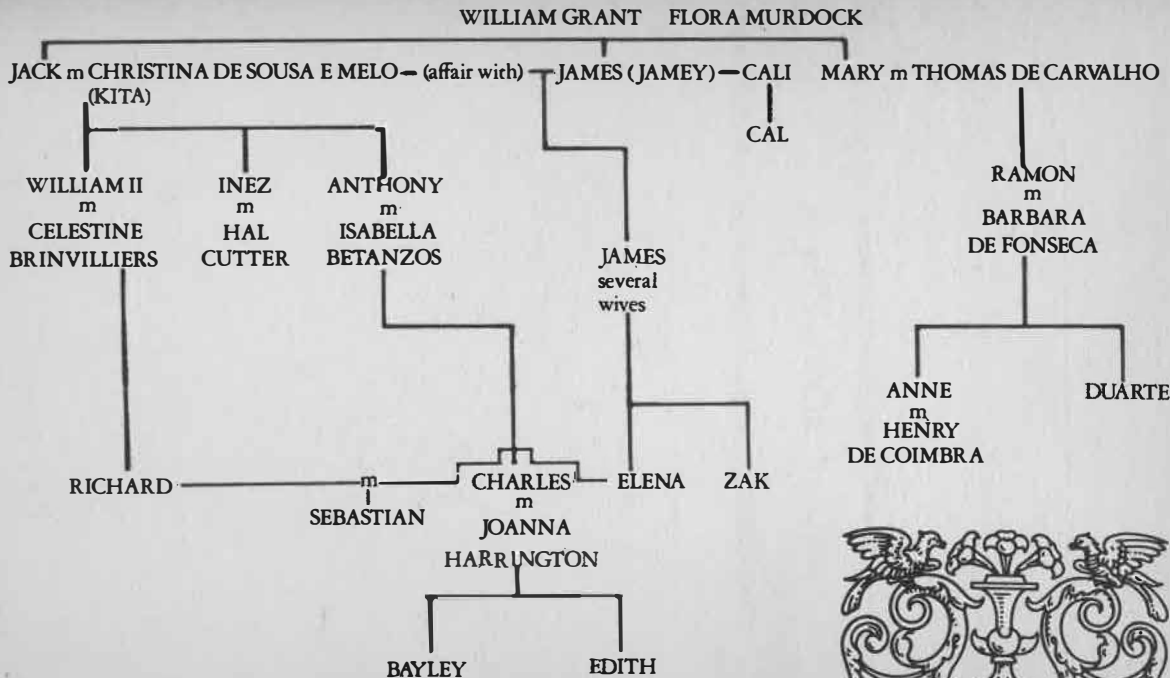 WILLIAM GRANT FLORA MURDOCK
JACK m CHRISTINA DE SOUSA E MELO – (affair with) – JAMES (JAMEY) – CALI MARY m THOMAS DE CARVALHO
(KITA)
CAL
WILLIAM II
m
CELESTINE
BRINVILLIERS
INEZ
m
HAL
CUTTER
ANTHONY
m
ISABELLA
BETANZOS
JAMES
several
wives
RAMON
m
BARBARA
DE FONSECA
ANNE
m
HENRY
DE COIMBRA
DUARTE
RICHARD
m
SEBASTIAN
CHARLES
m
JOANNA
HARRINGTON
ELENA
ZAK
BAYLEY
EDITH